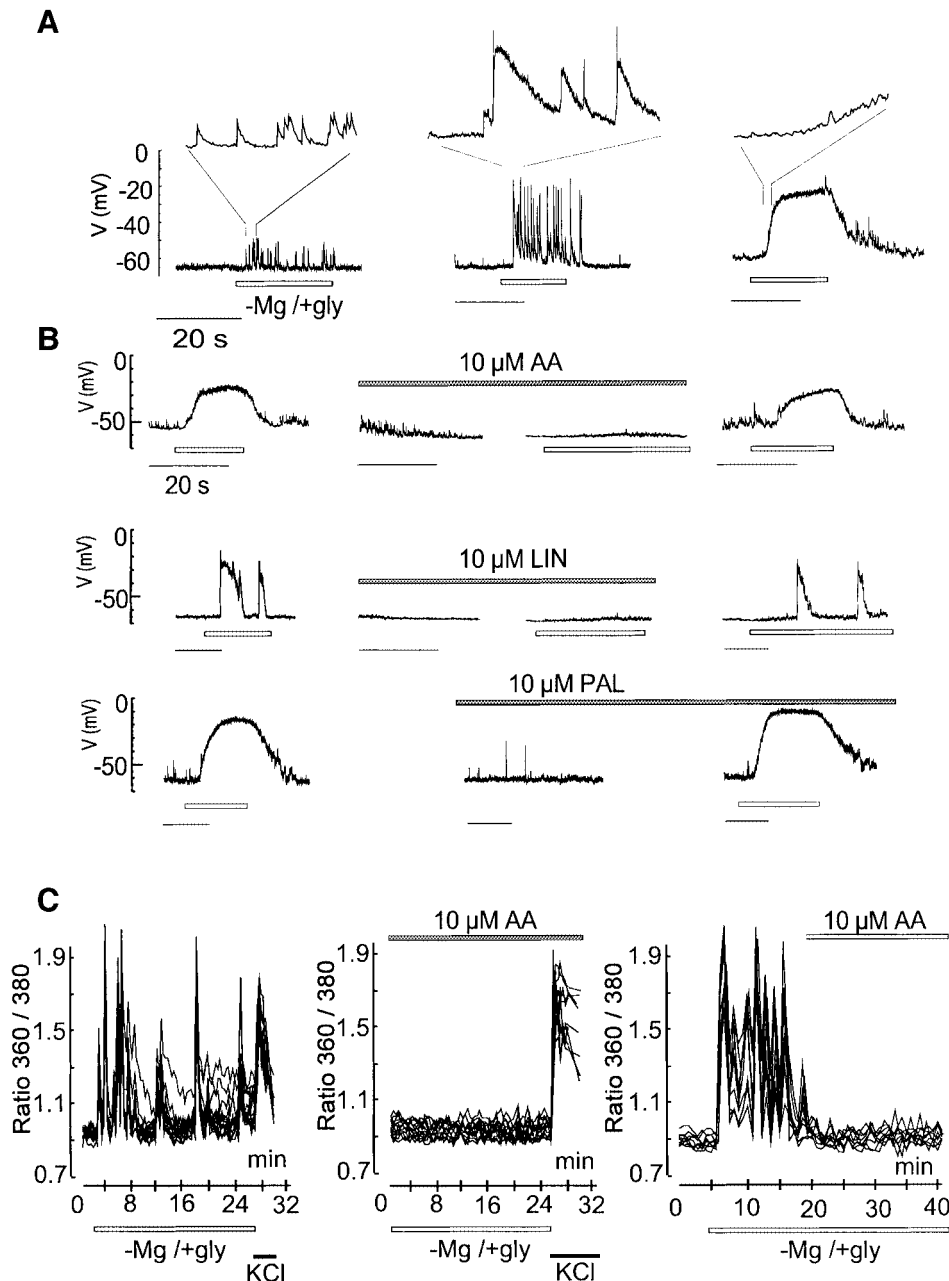 A
V (mV)
0
-20
-40
-60
-Mg /+gly
20 s
B
V (mV)
0
-50
10 µM AA
20 s
V (mV)
0
-50
10 µM LIN
V (mV)
0
-50
10 µM PAL
C
Ratio 360 / 380
1.9
1.5
1.1
0.7
min
0 8 16 24 32
-Mg /+gly
KCl
10 µM AA
Ratio 360 / 380
1.9
1.5
1.1
0.7
min
0 8 16 24 32
-Mg /+gly
KCl
10 µM AA
Ratio 360 / 380
1.9
1.5
1.1
0.7
min
0 10 20 30 40
-Mg /+gly